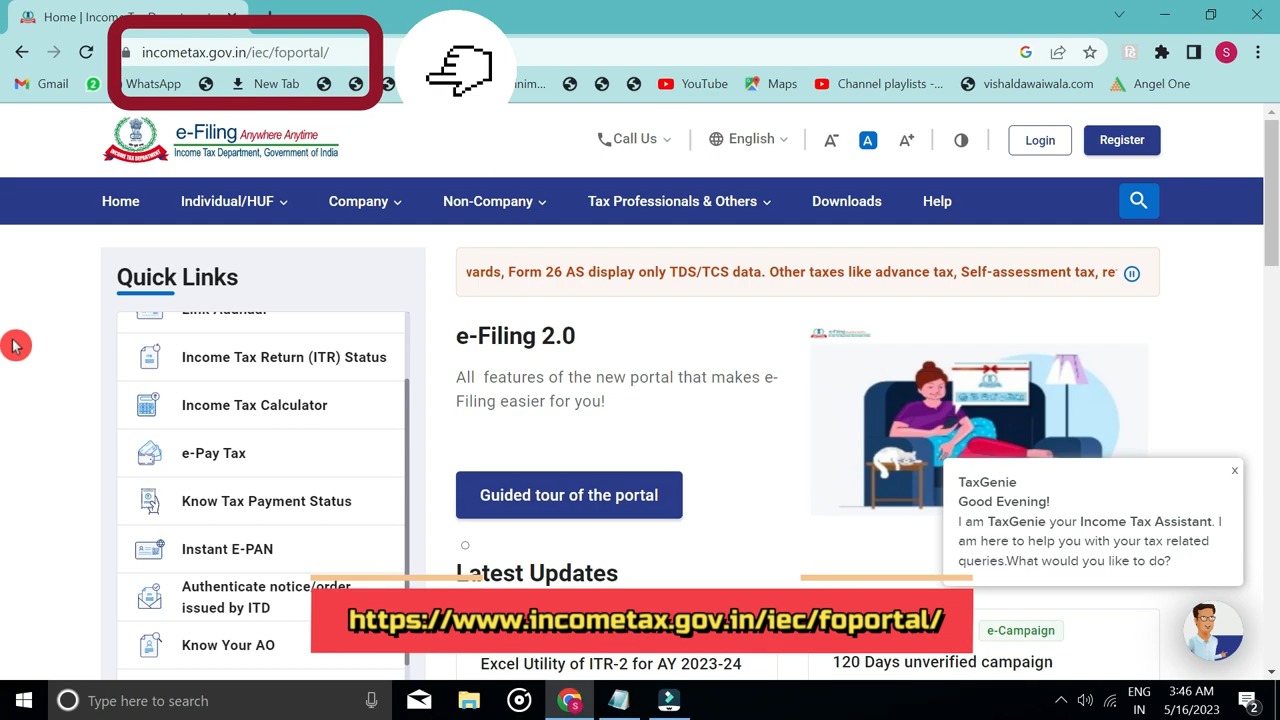 Home | Income Tax Department
incometax.gov.in/iec/foportal/
S
Gmail
2
WhatsApp
New Tab
YouTube
Maps
Channel playlists -...
vishaldawaiwala.com
Angel One
INCOME TAX DEPARTMENT
e-Filing Anywhere Anytime
Income Tax Department, Government of India
Call Us
English
A-
A
A+
Login
Register
Home
Individual/HUF
Company
Non-Company
Tax Professionals & Others
Downloads
Help
Quick Links
Link Aadhaar
Income Tax Return (ITR) Status
Income Tax Calculator
e-Pay Tax
Know Tax Payment Status
Instant E-PAN
Authenticate notice/order
issued by ITD
Know Your AO
vards, Form 26 AS display only TDS/TCS data. Other taxes like advance tax, Self-assessment tax, re
e-Filing 2.0
All features of the new portal that makes e-
Filing easier for you!
Guided tour of the portal
Latest Updates
x
TaxGenie
Good Evening!
I am TaxGenie your Income Tax Assistant. I
am here to help you with your tax related
queries.What would you like to do?
https://www.incometax.gov.in/iec/foportal/
e-Campaign
Excel Utility of ITR-2 for AY 2023-24
120 Days unverified campaign
Type here to search
ENG
IN
3:46 AM
5/16/2023
2